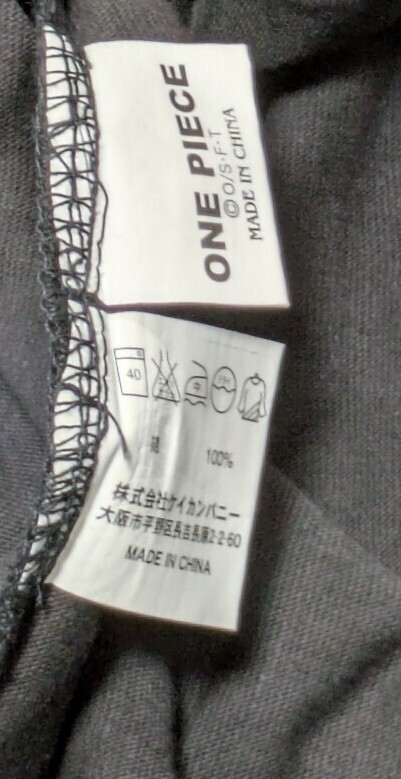 ONE PIECE
©O/S・F・T
MADE IN CHINA
40
綿 100%
株式会社ケイカンパニー
大阪市平野区長吉長原2-2-60
MADE IN CHINA